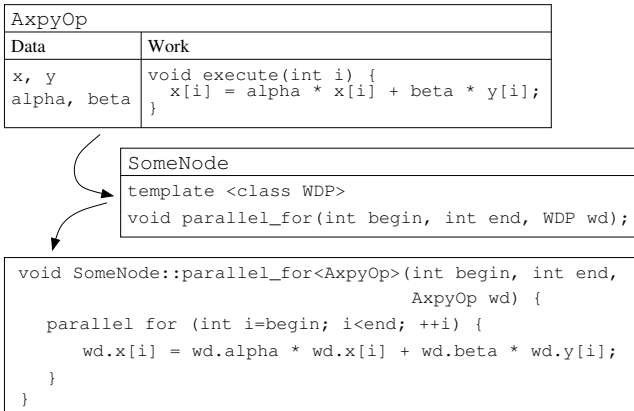 AxpyOp
Data Work
x, y void execute(int i) {
alpha, beta x[i] = alpha * x[i] + beta * y[i];
}
SomeNode
template <class WDP>
void parallel_for(int begin, int end, WDP wd);
void SomeNode::parallel_for<AxpyOp>(int begin, int end,
AxpyOp wd) {
parallel for (int i=begin; i<end; ++i) {
wd.x[i] = wd.alpha * wd.x[i] + wd.beta * wd.y[i];
}
}